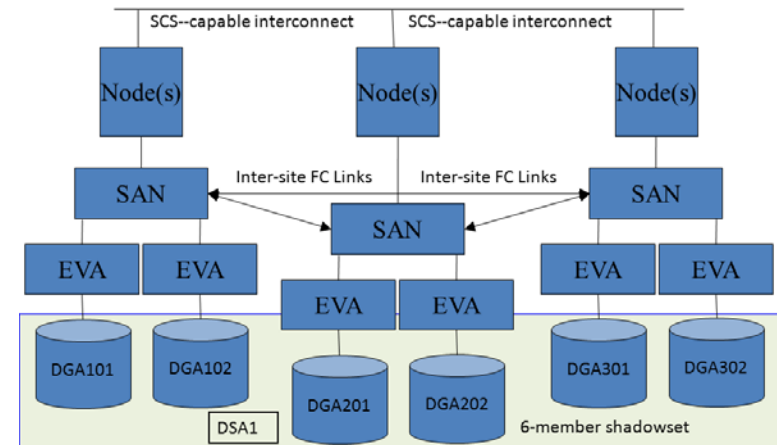 SCS--capable interconnect
SCS--capable interconnect
Node(s)
Node(s)
Node(s)
Inter-site FC Links
Inter-site FC Links
SAN
SAN
SAN
EVA
EVA
EVA
EVA
EVA
EVA
DGA101
DGA102
DGA201
DGA202
DGA301
DGA302
DSA1
6-member shadowset